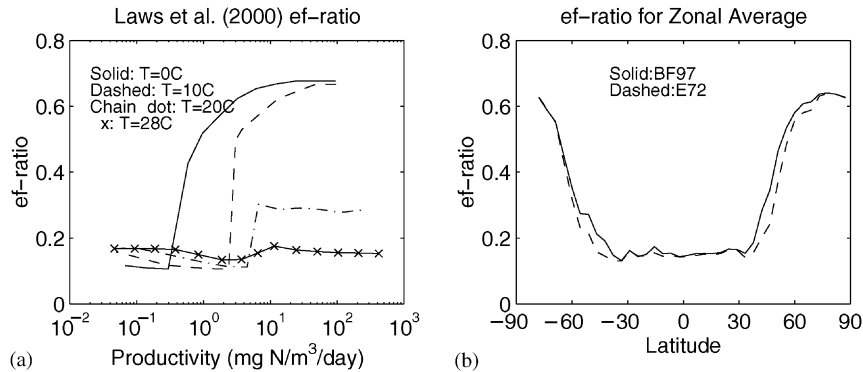 Laws et al. (2000) ef-ratio
0.8
0.6
0.4
0.2
0
ef-ratio
Solid: T=0C
Dashed: T=10C
Chain dot: T=20C
x: T=28C
10^-2
10^-1
10^0
10^1
10^2
10^3
Productivity (mg N/m^3/day)
(a)
ef-ratio for Zonal Average
0.8
0.6
0.4
0.2
0
ef-ratio
Solid:BF97
Dashed:E72
-90
-60
-30
0
30
60
90
Latitude
(b)